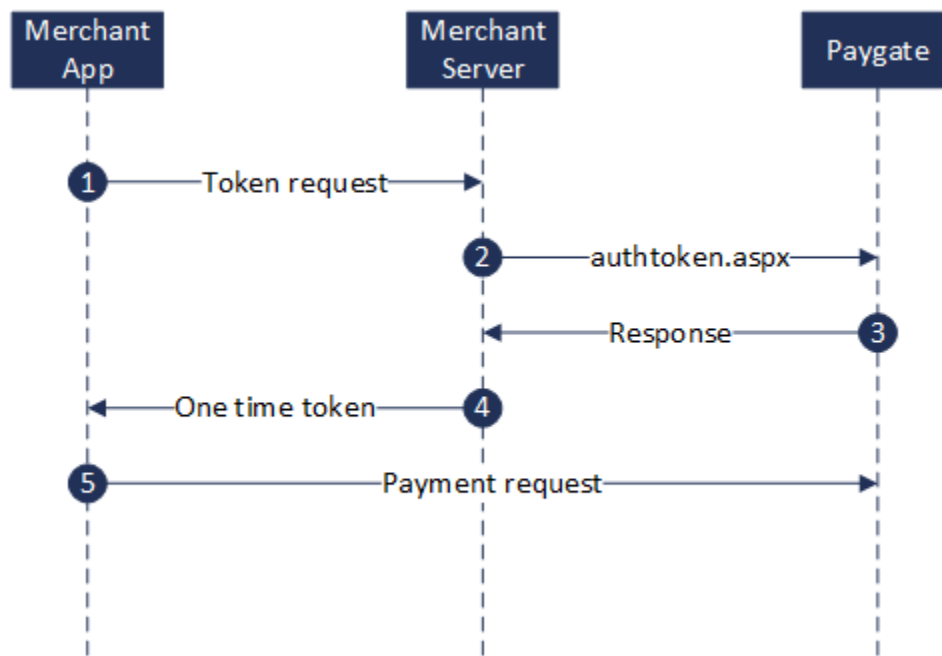 Merchant
App
Merchant
Server
Paygate
1 Token request
2 authtoken.aspx
Response 3
One time token 4
5 Payment request